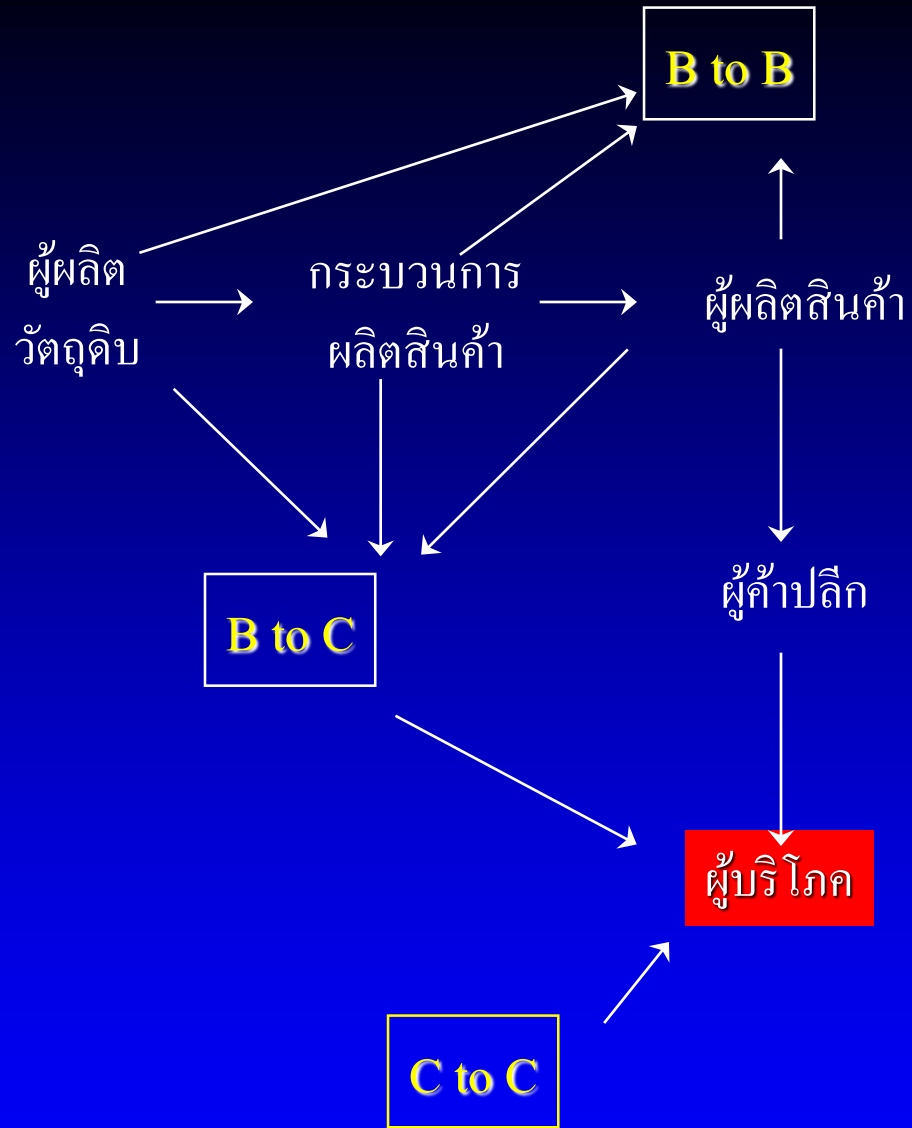 B to B
ผู้ผลิต
วัตถุดิบ
กระบวนการ
ผลิตสินค้า
ผู้ผลิตสินค้า
ผู้ค้าปลีก
B to C
ผู้บริโภค
C to C